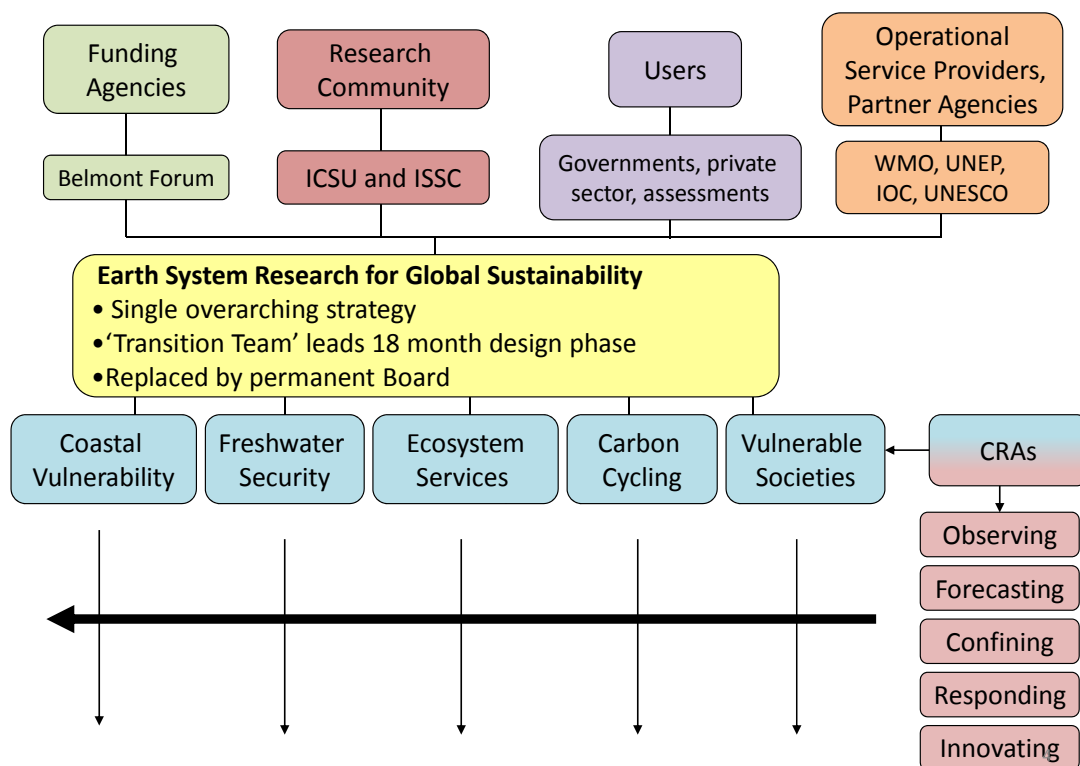 Funding
Agencies
Research
Community
Users
Operational
Service Providers,
Partner Agencies
Belmont Forum
ICSU and ISSC
Governments, private
sector, assessments
WMO, UNEP,
IOC, UNESCO
Earth System Research for Global Sustainability
• Single overarching strategy
•‘Transition Team’ leads 18 month design phase
•Replaced by permanent Board
Coastal
Vulnerability
Freshwater
Security
Ecosystem
Services
Carbon
Cycling
Vulnerable
Societies
CRAs
Observing
Forecasting
Confining
Responding
Innovating